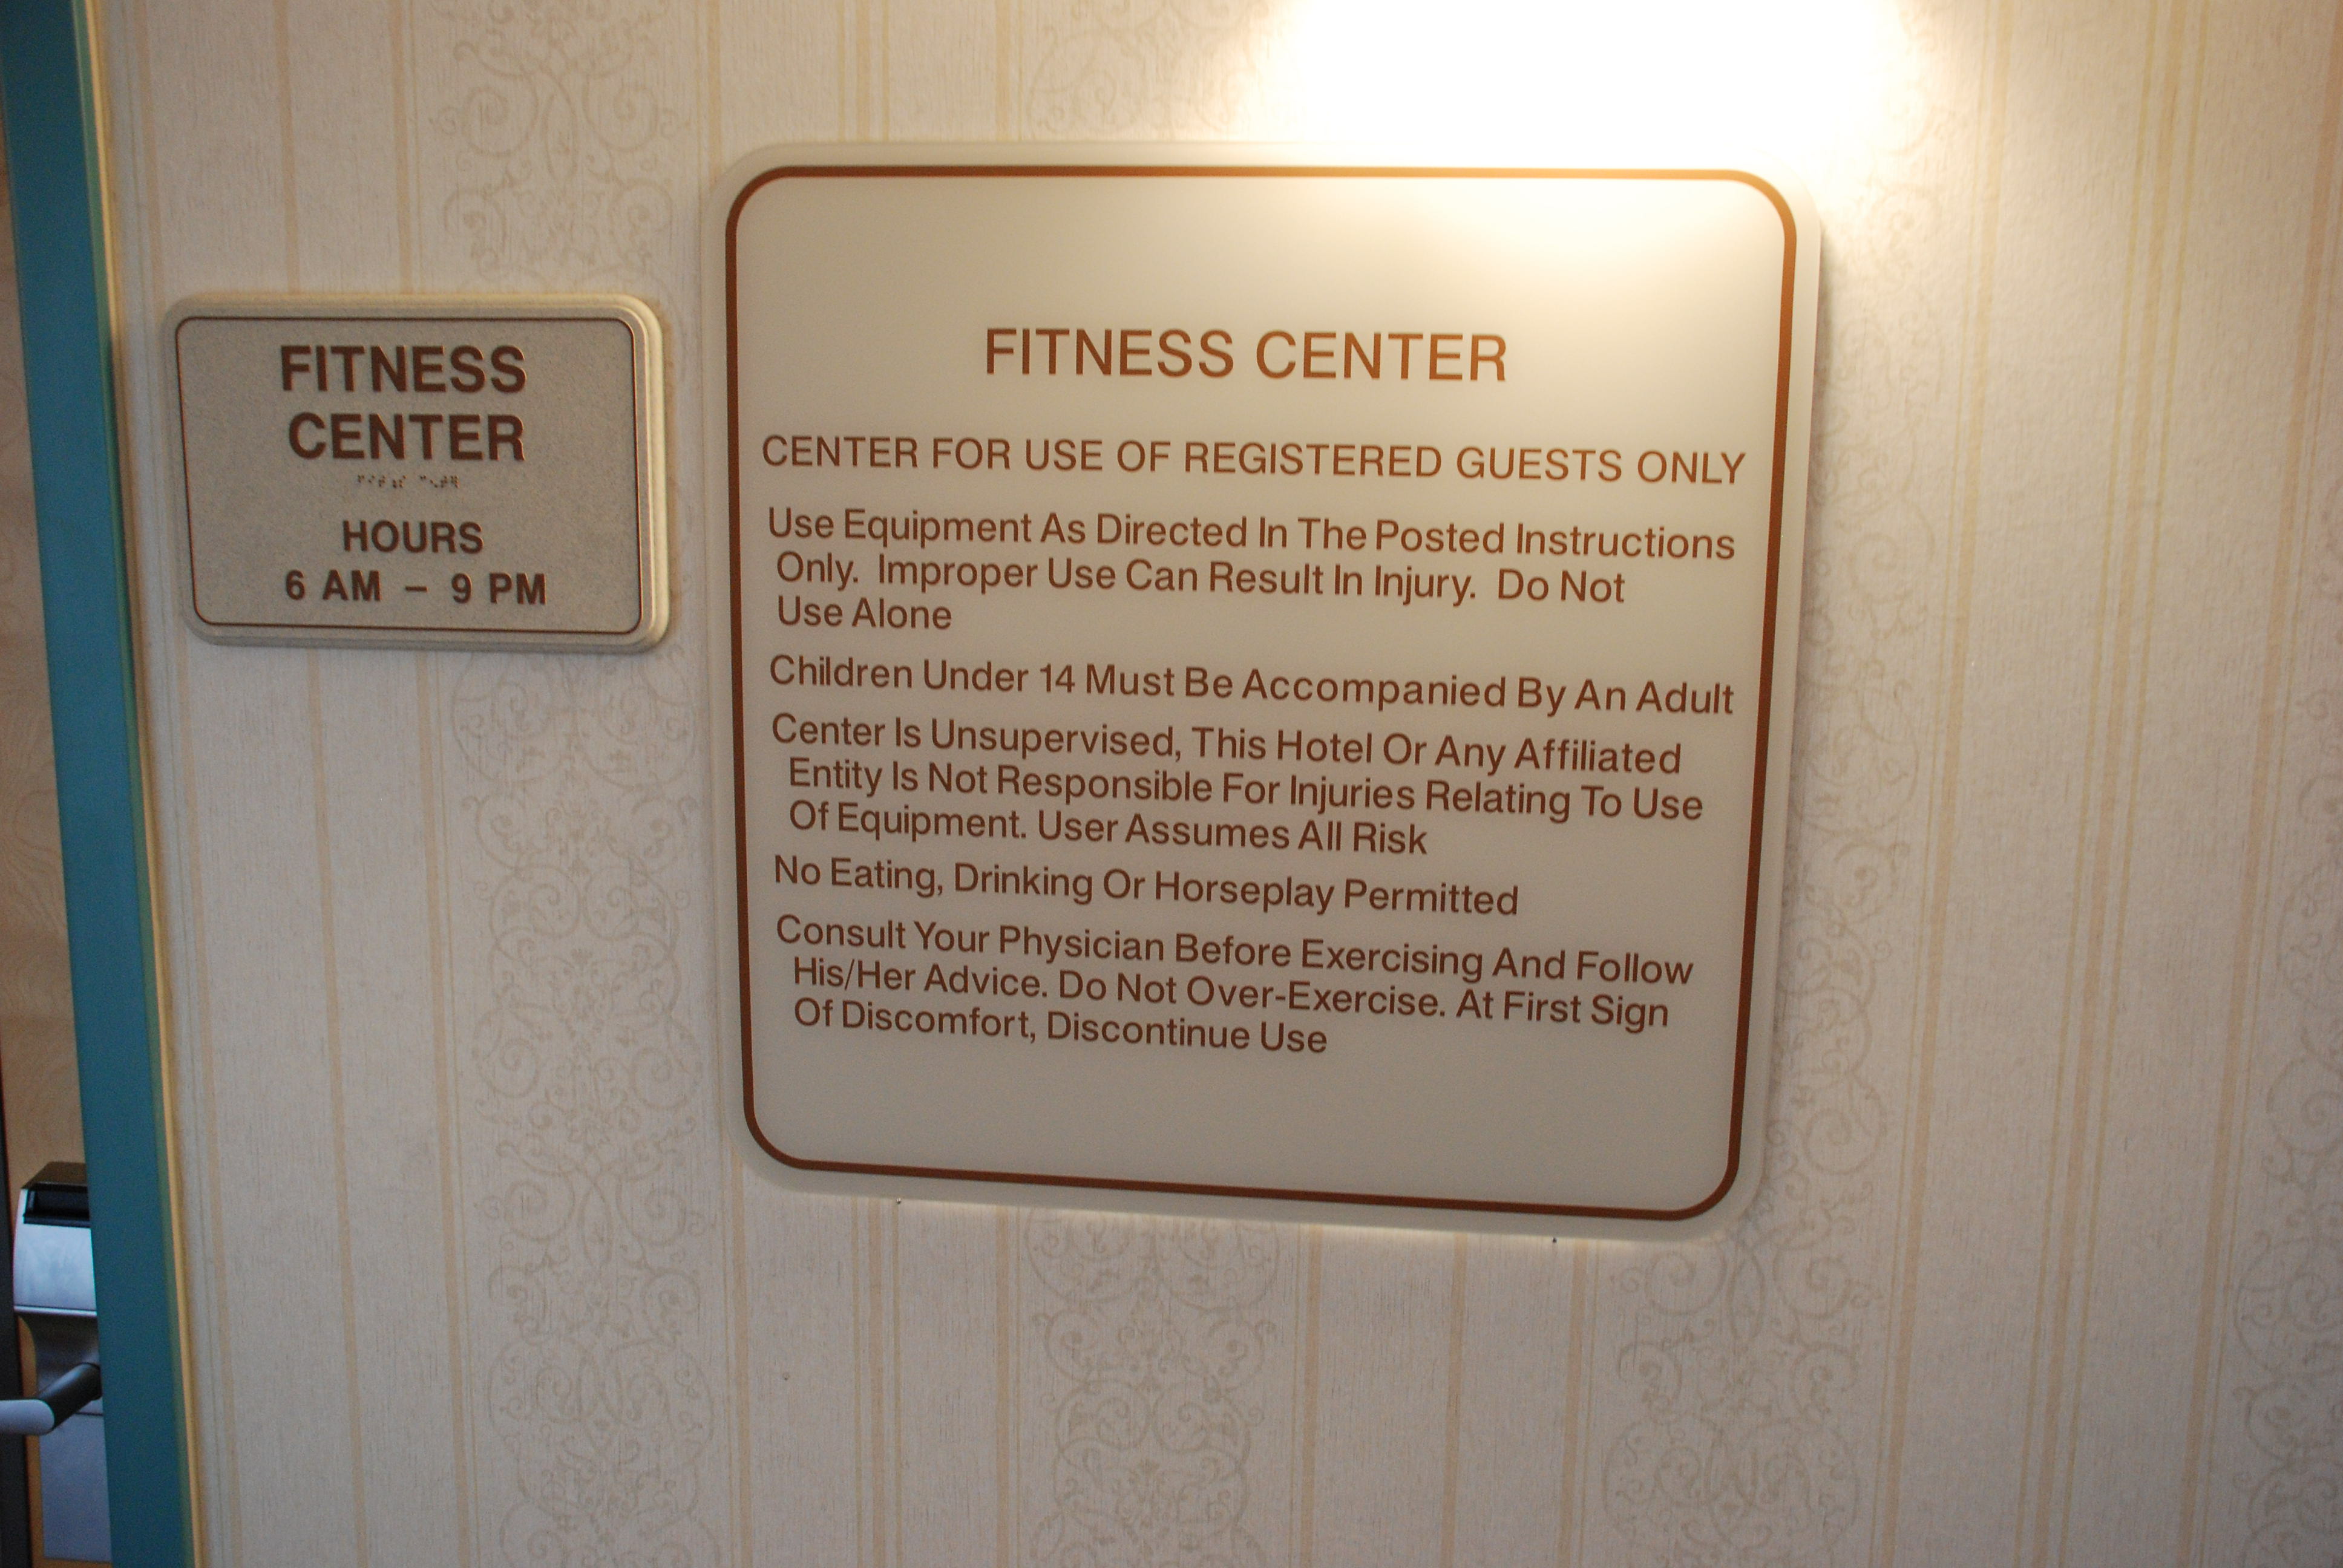 FITNESS
CENTER
HOURS
6 AM – 9 PM
FITNESS CENTER
CENTER FOR USE OF REGISTERED GUESTS ONLY
Use Equipment As Directed In The Posted Instructions
Only. Improper Use Can Result In Injury. Do Not
Use Alone
Children Under 14 Must Be Accompanied By An Adult
Center Is Unsupervised, This Hotel Or Any Affiliated
Entity Is Not Responsible For Injuries Relating To Use
Of Equipment. User Assumes All Risk
No Eating, Drinking Or Horseplay Permitted
Consult Your Physician Before Exercising And Follow
His/Her Advice. Do Not Over-Exercise. At First Sign
Of Discomfort, Discontinue Use